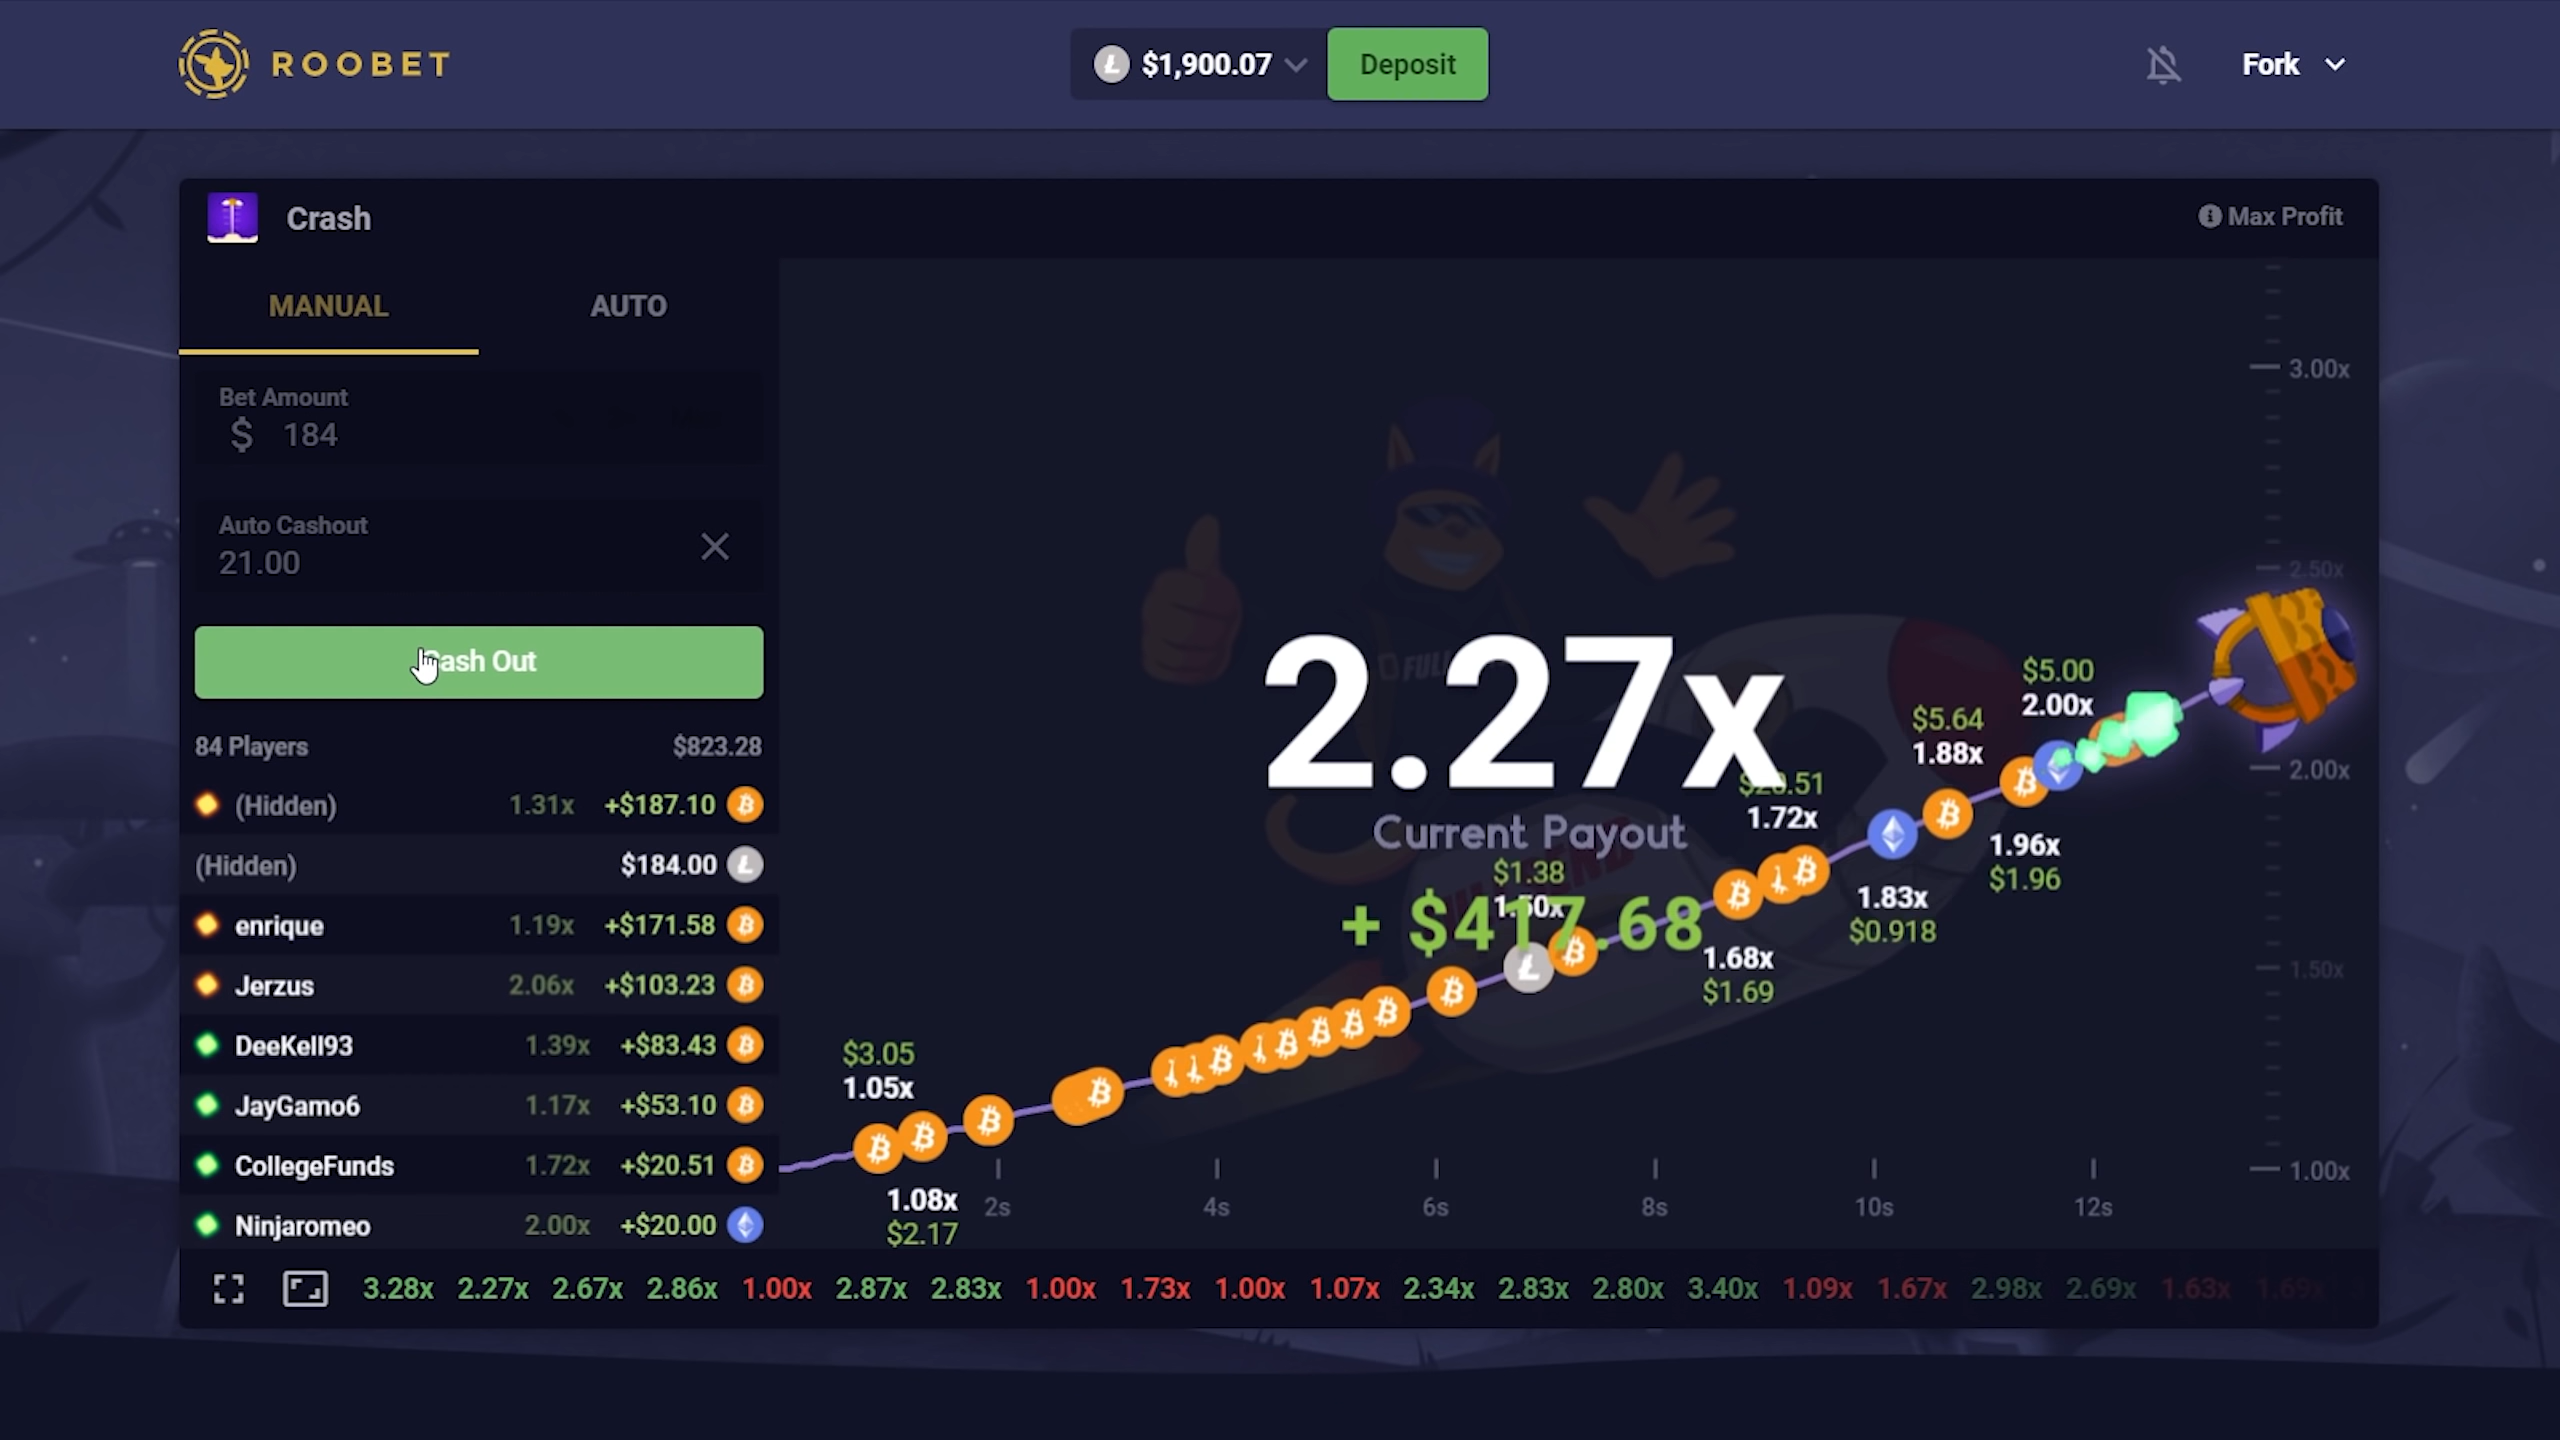 ROOBET
$1,900.07
Deposit
Fork
Crash
Max Profit
MANUAL
AUTO
Bet Amount
$ 184
Auto Cashout
21.00
Cash Out
84 Players
$823.28
(Hidden) 1.31x +$187.10
(Hidden) $184.00
enrique 1.19x +$171.58
Jerzus 2.06x +$103.23
DeeKell93 1.39x +$83.43
JayGamo6 1.17x +$53.10
CollegeFunds 1.72x +$20.51
Ninjaromeo 2.00x +$20.00
2.27x
Current Payout
+ $417.68
$3.05
1.05x
1.08x
$2.17
$1.38
1.50x
1.68x
$1.69
1.72x
1.83x
$0.918
$5.64
1.88x
1.96x
$1.96
$5.00
2.00x
3.00x
2.50x
2.00x
1.50x
1.00x
2s 4s 6s 8s 10s 12s
3.28x 2.27x 2.67x 2.86x 1.00x 2.87x 2.83x 1.00x 1.73x 1.00x 1.07x 2.34x 2.83x 2.80x 3.40x 1.09x 1.67x 2.98x 2.69x 1.63x 1.69x